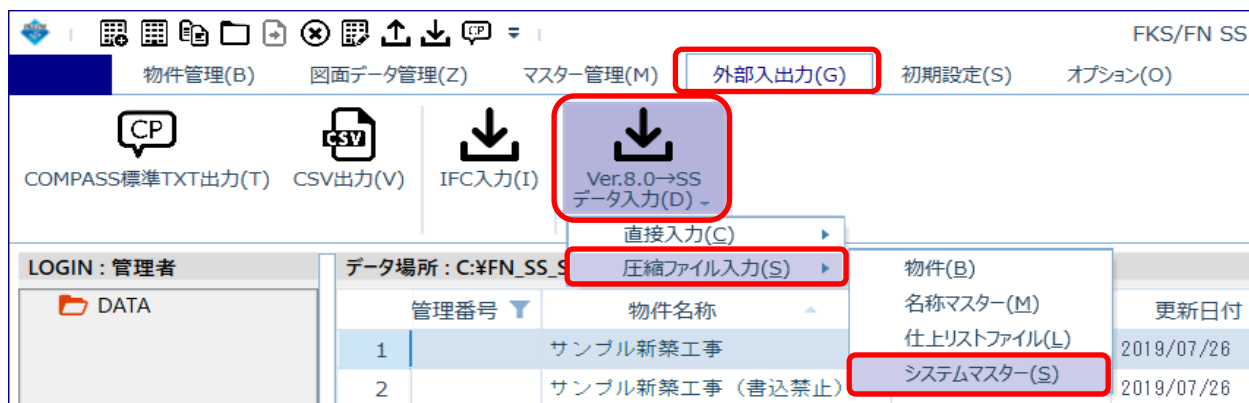 CP
FKS/FN SS
物件管理(B) 図面データ管理(Z) マスター管理(M) 外部入出力(G) 初期設定(S) オプション(O)
CP
CSV
COMPASS標準TXT出力(T) CSV出力(V) IFC入力(I) Ver.8.0→SS
データ入力(D)
直接入力(C)
LOGIN : 管理者 データ場所 : C:¥FN_SS_S 圧縮ファイル入力(S) 物件(B)
DATA 名称マスター(M)
管理番号 物件名称 更新日付
仕上リストファイル(L)
1 サンプル新築工事 2019/07/26
システムマスター(S)
2 サンプル新築工事（書込禁止） 2019/07/26